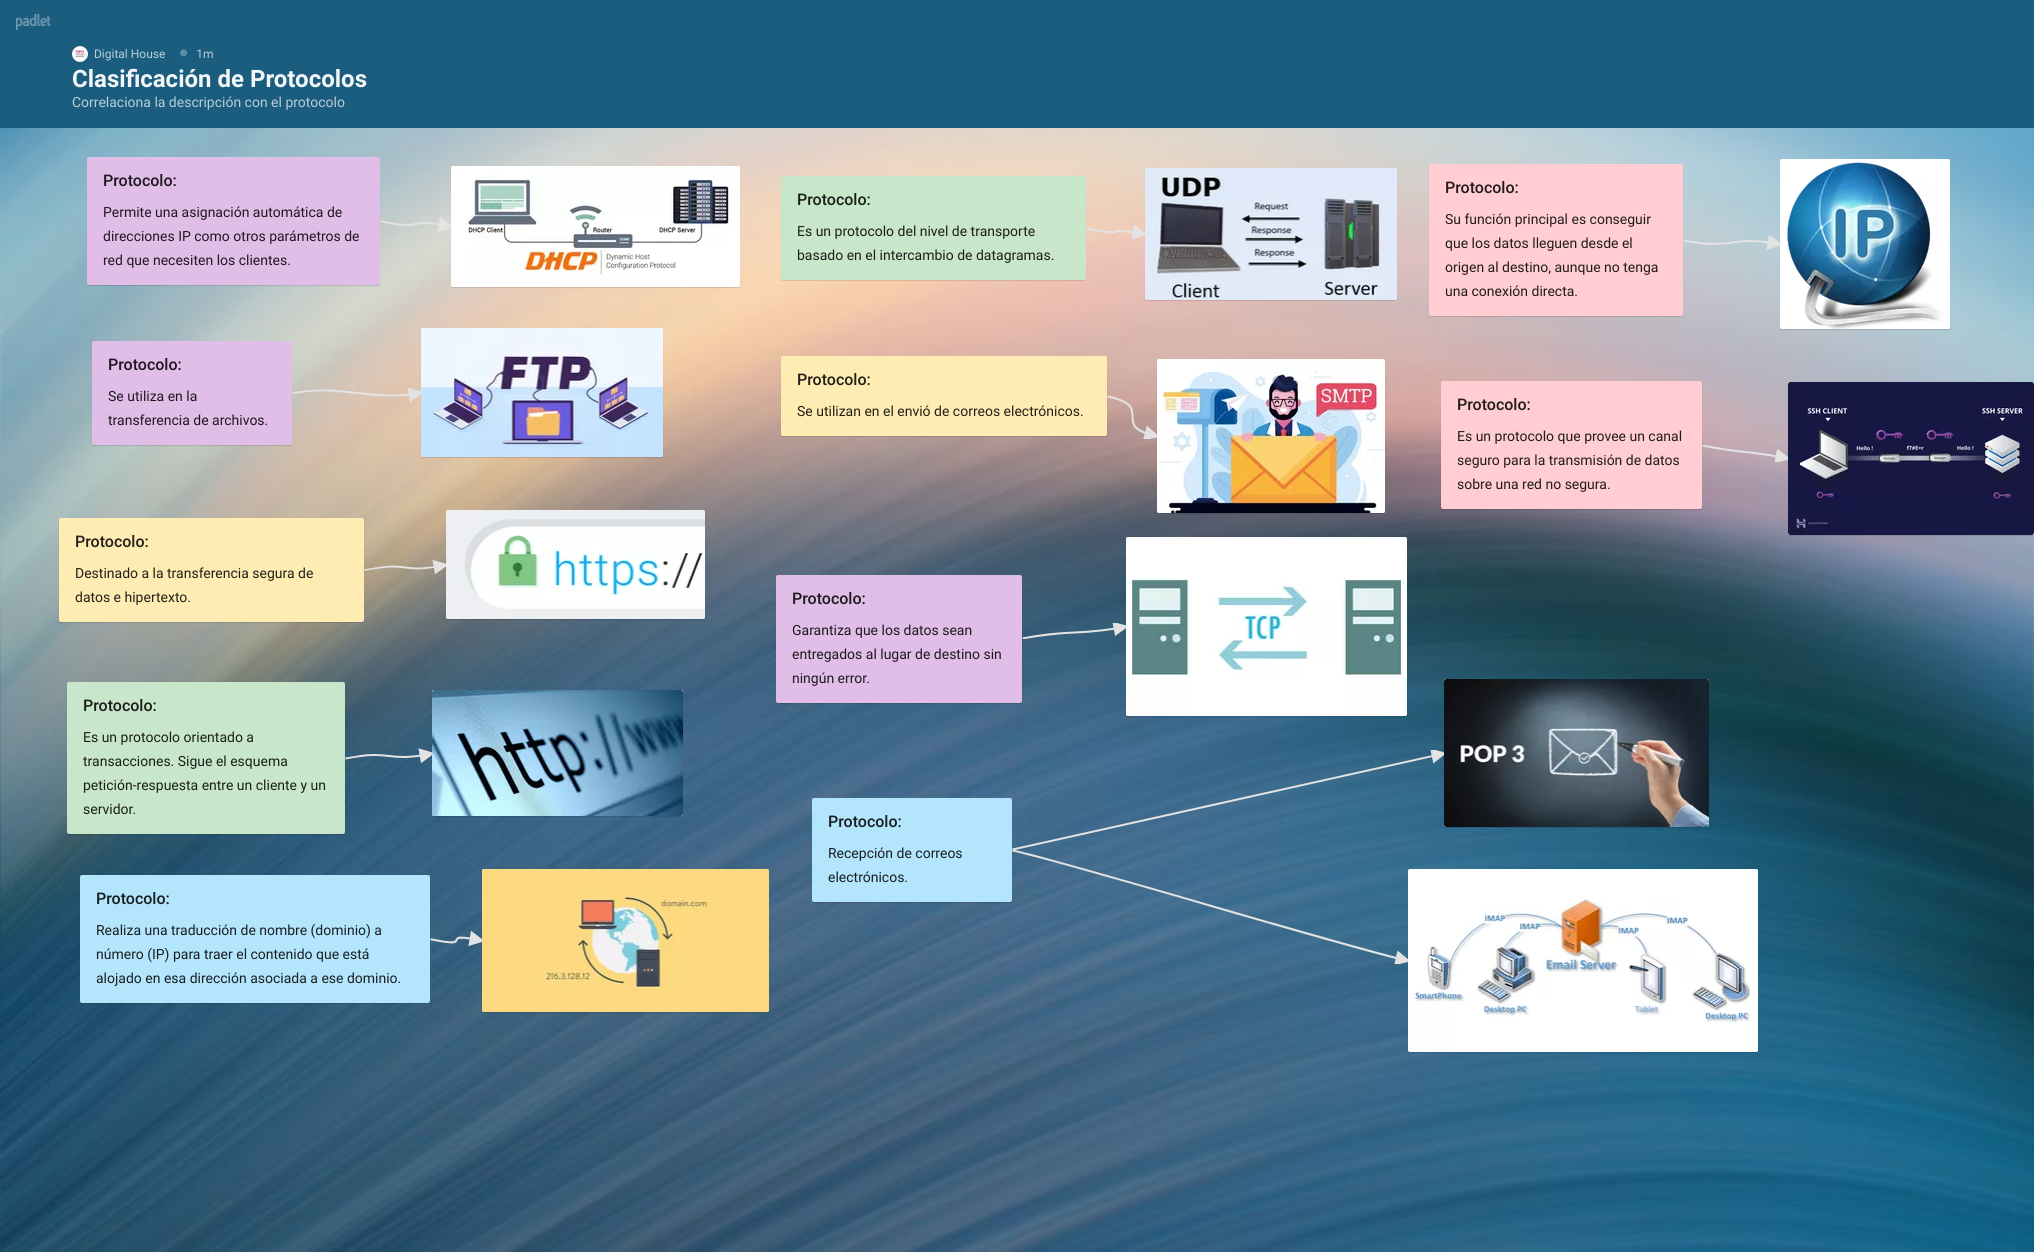 padlet
Digital House • 1m
Clasificación de Protocolos
Correlaciona la descripción con el protocolo
Protocolo:
Permite una asignación automática de
direcciones IP como otros parámetros de
red que necesiten los clientes.
DHCP Client
Router
DHCP Server
DHCP
Dynamic Host
Configuration Protocol
Protocolo:
Es un protocolo del nivel de transporte
basado en el intercambio de datagramas.
UDP
Request
Response
Response
Client
Server
Protocolo:
Su función principal es conseguir
que los datos lleguen desde el
origen al destino, aunque no tenga
una conexión directa.
IP
Protocolo:
Se utiliza en la
transferencia de archivos.
FTP
Protocolo:
Se utilizan en el envió de correos electrónicos.
SMTP
Protocolo:
Es un protocolo que provee un canal
seguro para la transmisión de datos
sobre una red no segura.
SSH CLIENT
SSH SERVER
Hello !
Hello !
Protocolo:
Destinado a la transferencia segura de
datos e hipertexto.
https://
Protocolo:
Garantiza que los datos sean
entregados al lugar de destino sin
ningún error.
TCP
Protocolo:
Es un protocolo orientado a
transacciones. Sigue el esquema
petición-respuesta entre un cliente y un
servidor.
http://www
POP 3
Protocolo:
Recepción de correos
electrónicos.
Protocolo:
Realiza una traducción de nombre (dominio) a
número (IP) para traer el contenido que está
alojado en esa dirección asociada a ese dominio.
domain.com
216.3.128.12
IMAP
IMAP
IMAP
IMAP
Email Server
SmartPhone
Desktop PC
Tablet
Desktop PC